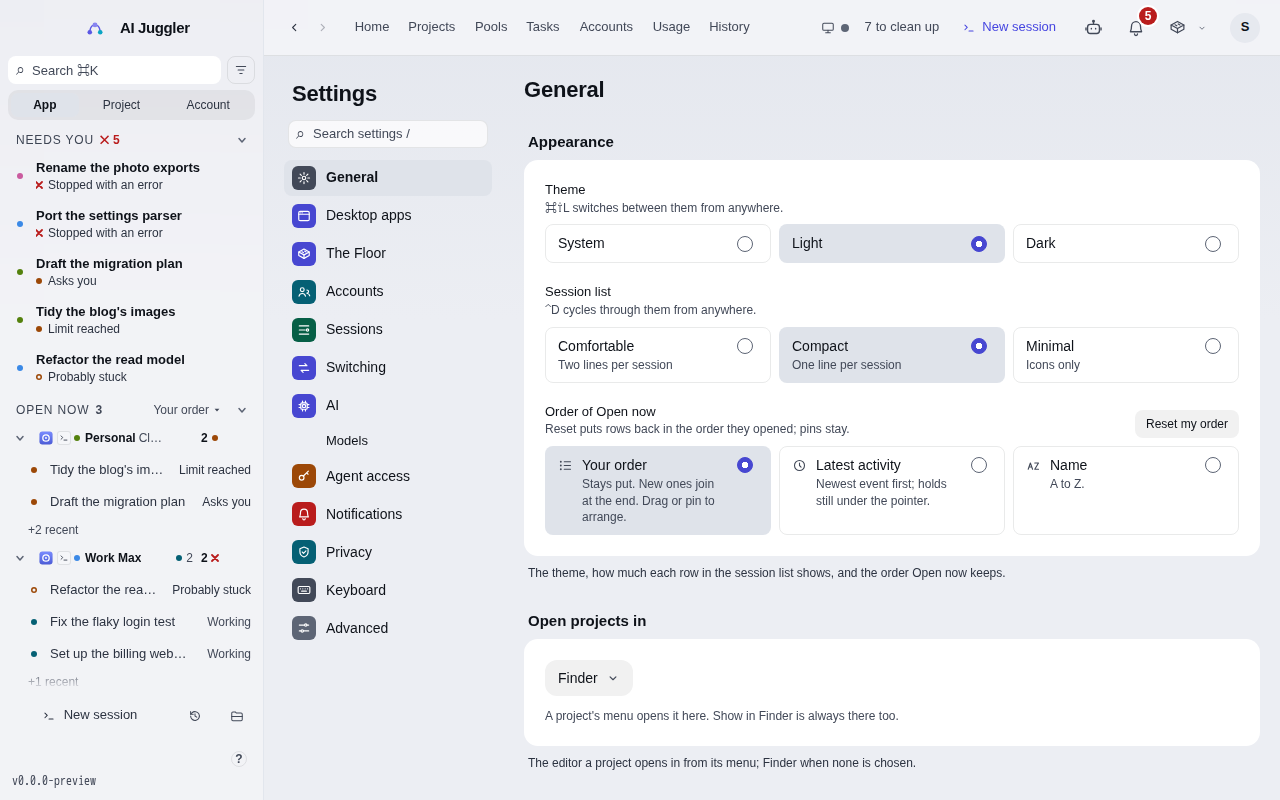 AI Juggler
Search ⌘K
App Project Account
NEEDS YOU 5
Rename the photo exports
Stopped with an error
Port the settings parser
Stopped with an error
Draft the migration plan
Asks you
Tidy the blog's images
Limit reached
Refactor the read model
Probably stuck
OPEN NOW 3 Your order
Personal Cl… 2
Tidy the blog's im… Limit reached
Draft the migration plan Asks you
+2 recent
Work Max 2 2
Refactor the rea… Probably stuck
Fix the flaky login test Working
Set up the billing web… Working
+1 recent
New session
?
v0.0.0-preview
Home Projects Pools Tasks Accounts Usage History 7 to clean up New session 5 S
Settings
Search settings /
General
Desktop apps
The Floor
Accounts
Sessions
Switching
AI
Models
Agent access
Notifications
Privacy
Keyboard
Advanced
General
Appearance
Theme
⌘⇧L switches between them from anywhere.
System Light Dark
Session list
^D cycles through them from anywhere.
Comfortable
Two lines per session
Compact
One line per session
Minimal
Icons only
Order of Open now
Reset puts rows back in the order they opened; pins stay.
Reset my order
Your order
Stays put. New ones join
at the end. Drag or pin to
arrange.
Latest activity
Newest event first; holds
still under the pointer.
AZ Name
A to Z.
The theme, how much each row in the session list shows, and the order Open now keeps.
Open projects in
Finder
A project's menu opens it here. Show in Finder is always there too.
The editor a project opens in from its menu; Finder when none is chosen.